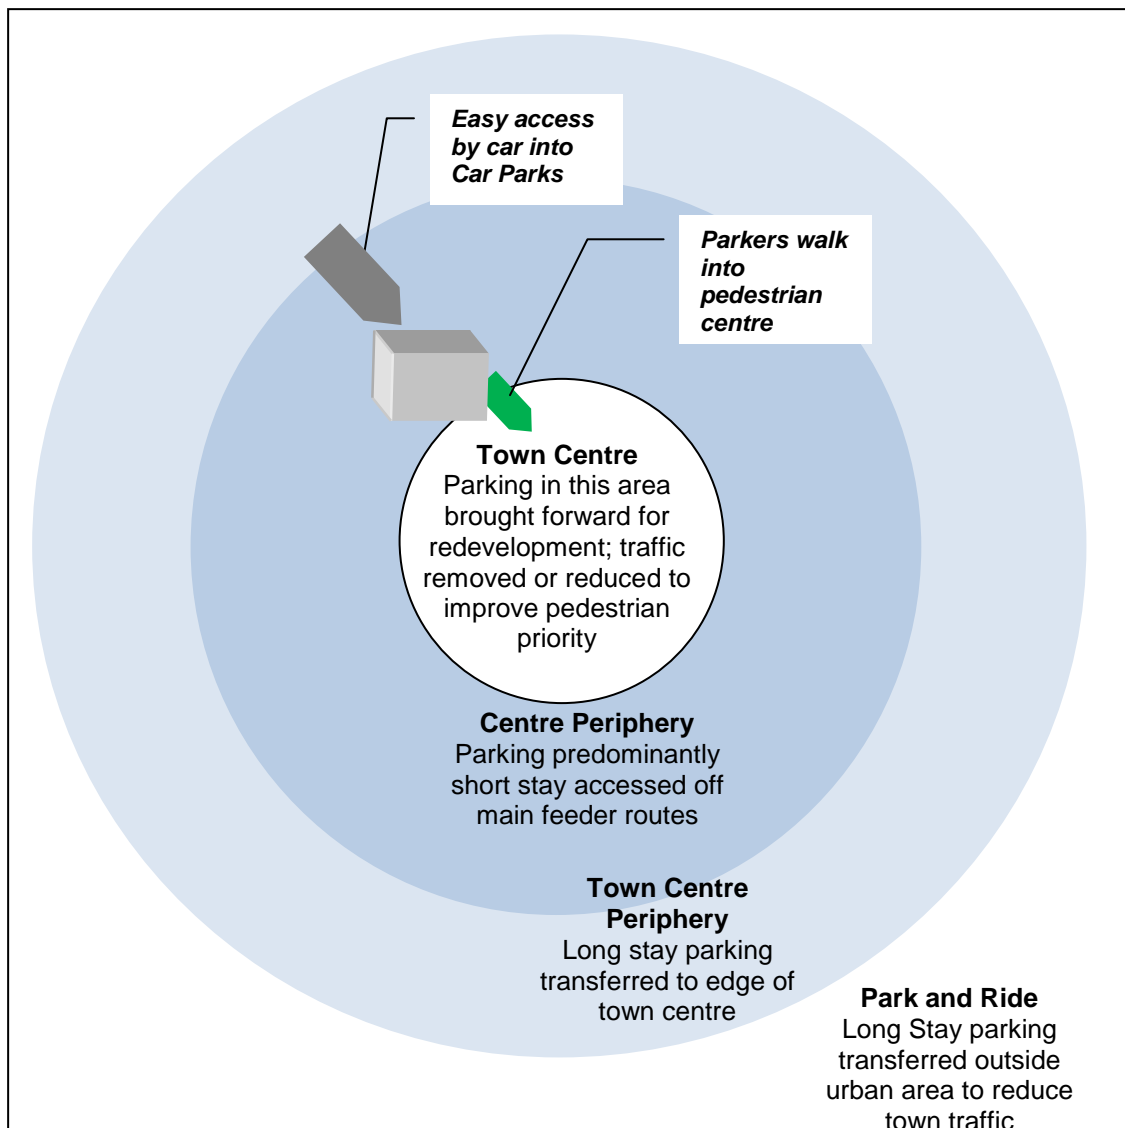 Easy access
by car into
Car Parks
Parkers walk
into
pedestrian
centre
Town Centre
Parking in this area
brought forward for
redevelopment; traffic
removed or reduced to
improve pedestrian
priority
Centre Periphery
Parking predominantly
short stay accessed off
main feeder routes
Town Centre
Periphery
Long stay parking
transferred to edge of
town centre
Park and Ride
Long Stay parking
transferred outside
urban area to reduce
town traffic